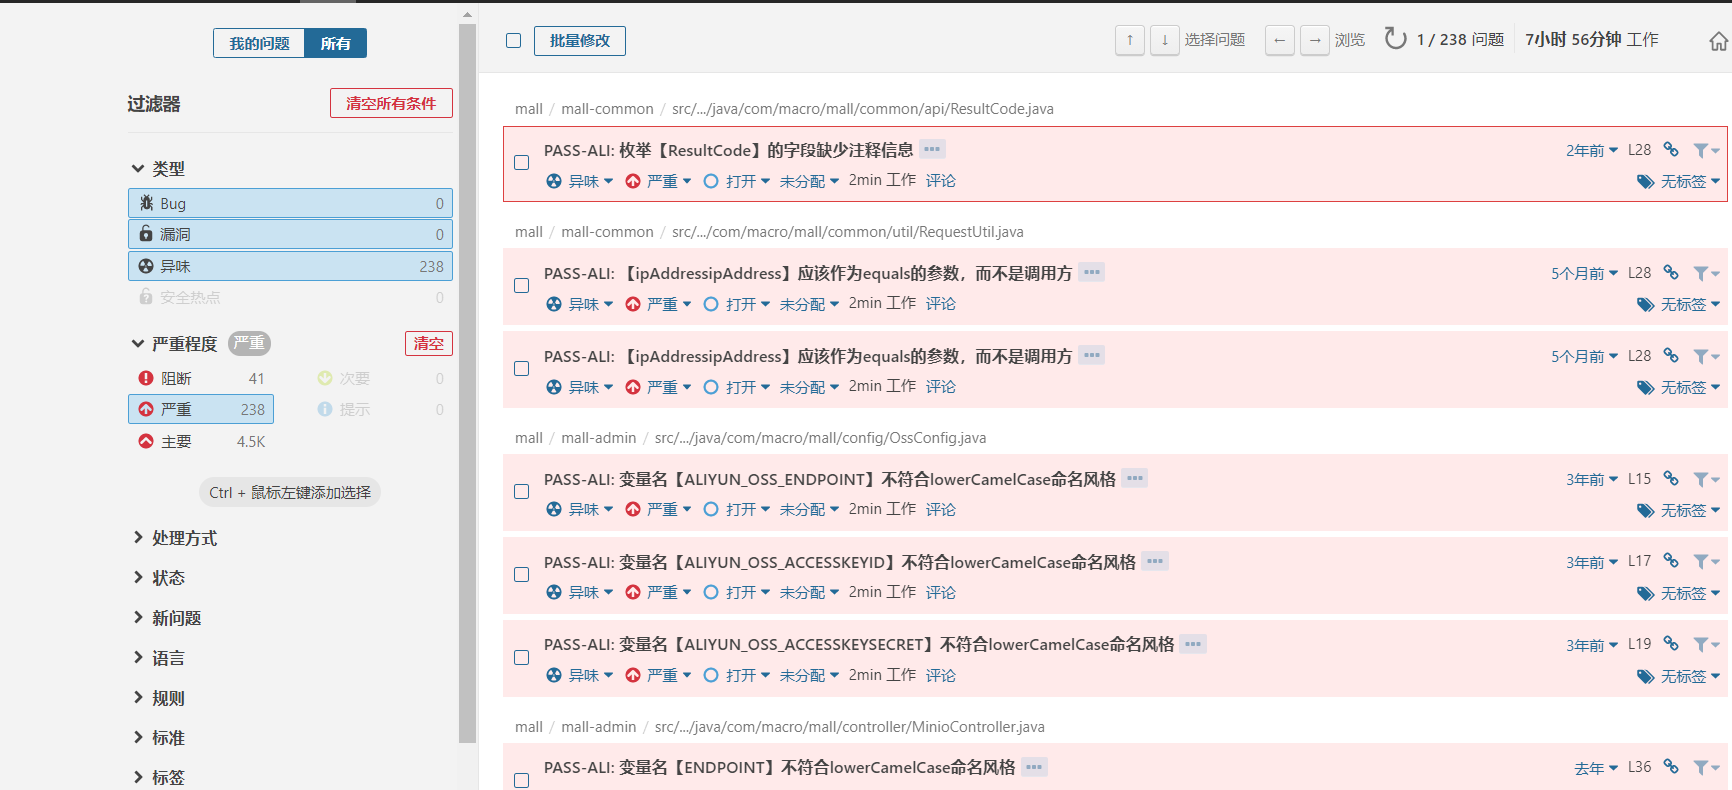 我的问题 所有
过滤器 清空所有条件
类型
Bug 0
漏洞 0
异味 238
安全热点 0
严重程度 严重 清空
阻断 41 次要 0
严重 238 提示 0
主要 4.5K
Ctrl + 鼠标左键添加选择
处理方式
状态
新问题
语言
规则
标准
标签
批量修改 ↑ ↓ 选择问题 ← → 浏览 1 / 238 问题 7小时 56分钟 工作
mall / mall-common / src/.../java/com/macro/mall/common/api/ResultCode.java
PASS-ALI: 枚举【ResultCode】的字段缺少注释信息 ••• 2年前 L28
异味 严重 打开 未分配 2min 工作 评论 无标签
mall / mall-common / src/.../com/macro/mall/common/util/RequestUtil.java
PASS-ALI: 【ipAddressipAddress】应该作为equals的参数，而不是调用方 ••• 5个月前 L28
异味 严重 打开 未分配 2min 工作 评论 无标签
PASS-ALI: 【ipAddressipAddress】应该作为equals的参数，而不是调用方 ••• 5个月前 L28
异味 严重 打开 未分配 2min 工作 评论 无标签
mall / mall-admin / src/.../java/com/macro/mall/config/OssConfig.java
PASS-ALI: 变量名【ALIYUN_OSS_ENDPOINT】不符合lowerCamelCase命名风格 ••• 3年前 L15
异味 严重 打开 未分配 2min 工作 评论 无标签
PASS-ALI: 变量名【ALIYUN_OSS_ACCESSKEYID】不符合lowerCamelCase命名风格 ••• 3年前 L17
异味 严重 打开 未分配 2min 工作 评论 无标签
PASS-ALI: 变量名【ALIYUN_OSS_ACCESSKEYSECRET】不符合lowerCamelCase命名风格 ••• 3年前 L19
异味 严重 打开 未分配 2min 工作 评论 无标签
mall / mall-admin / src/.../java/com/macro/mall/controller/MinioController.java
PASS-ALI: 变量名【ENDPOINT】不符合lowerCamelCase命名风格 ••• 去年 L36